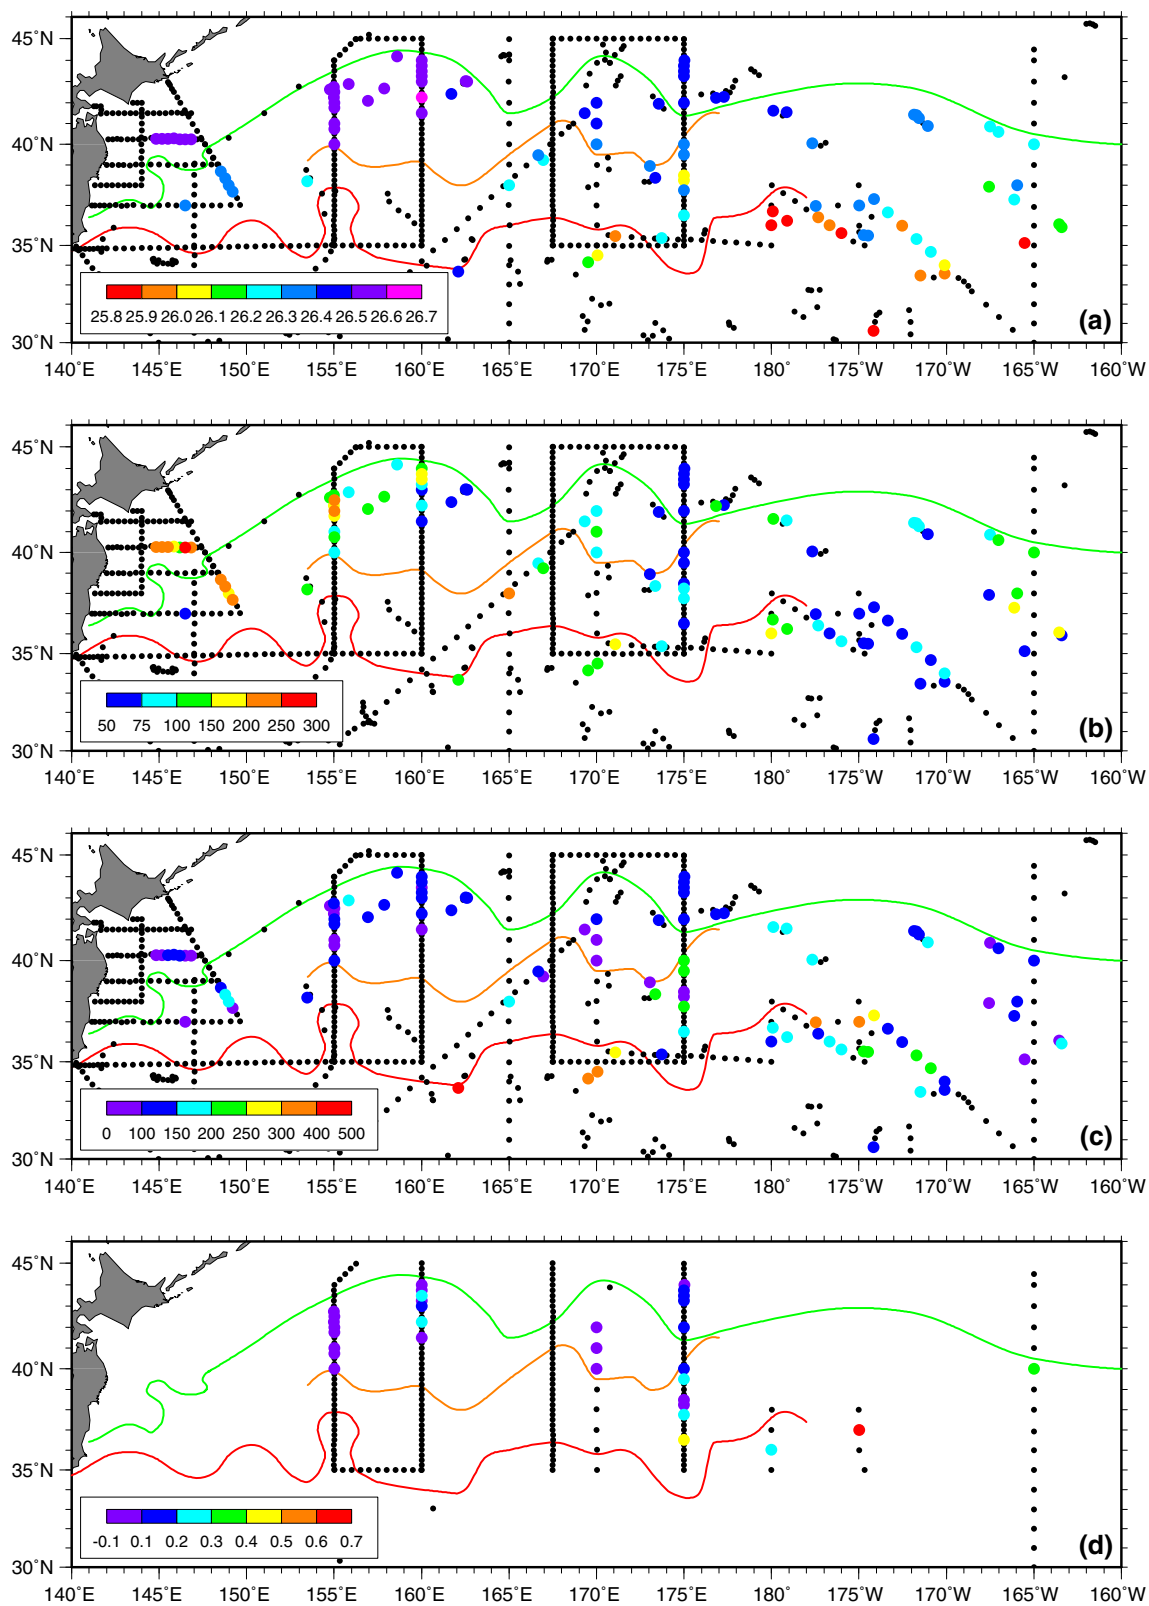 45°N
40°N
35°N
30°N
25.8 25.9 26.0 26.1 26.2 26.3 26.4 26.5 26.6 26.7
(a)
140°E 145°E 150°E 155°E 160°E 165°E 170°E 175°E 180° 175°W 170°W 165°W 160°W
45°N
40°N
35°N
30°N
50 75 100 150 200 250 300
(b)
140°E 145°E 150°E 155°E 160°E 165°E 170°E 175°E 180° 175°W 170°W 165°W 160°W
45°N
40°N
35°N
30°N
0 100 150 200 250 300 400 500
(c)
140°E 145°E 150°E 155°E 160°E 165°E 170°E 175°E 180° 175°W 170°W 165°W 160°W
45°N
40°N
35°N
30°N
-0.1 0.1 0.2 0.3 0.4 0.5 0.6 0.7
(d)
140°E 145°E 150°E 155°E 160°E 165°E 170°E 175°E 180° 175°W 170°W 165°W 160°W